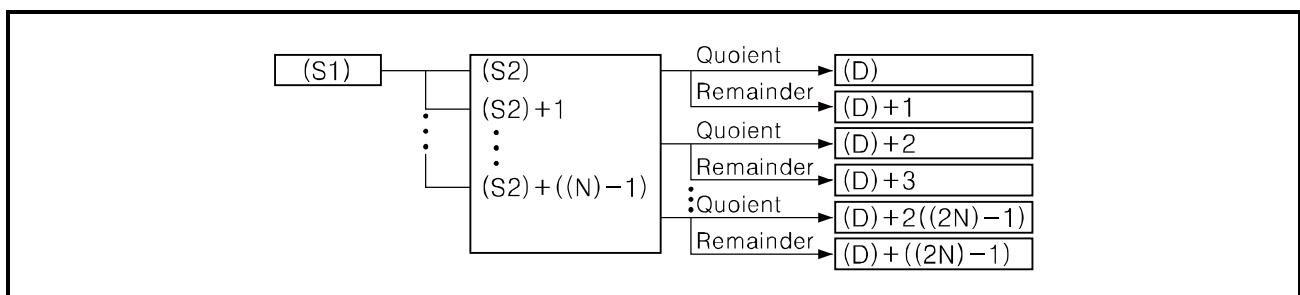 (S1)
(S2)
(S2)+1
(S2)+((N)-1)
Quoient
(D)
Remainder
(D)+1
Quoient
(D)+2
Remainder
(D)+3
Quoient
(D)+2((2N)-1)
Remainder
(D)+((2N)-1)